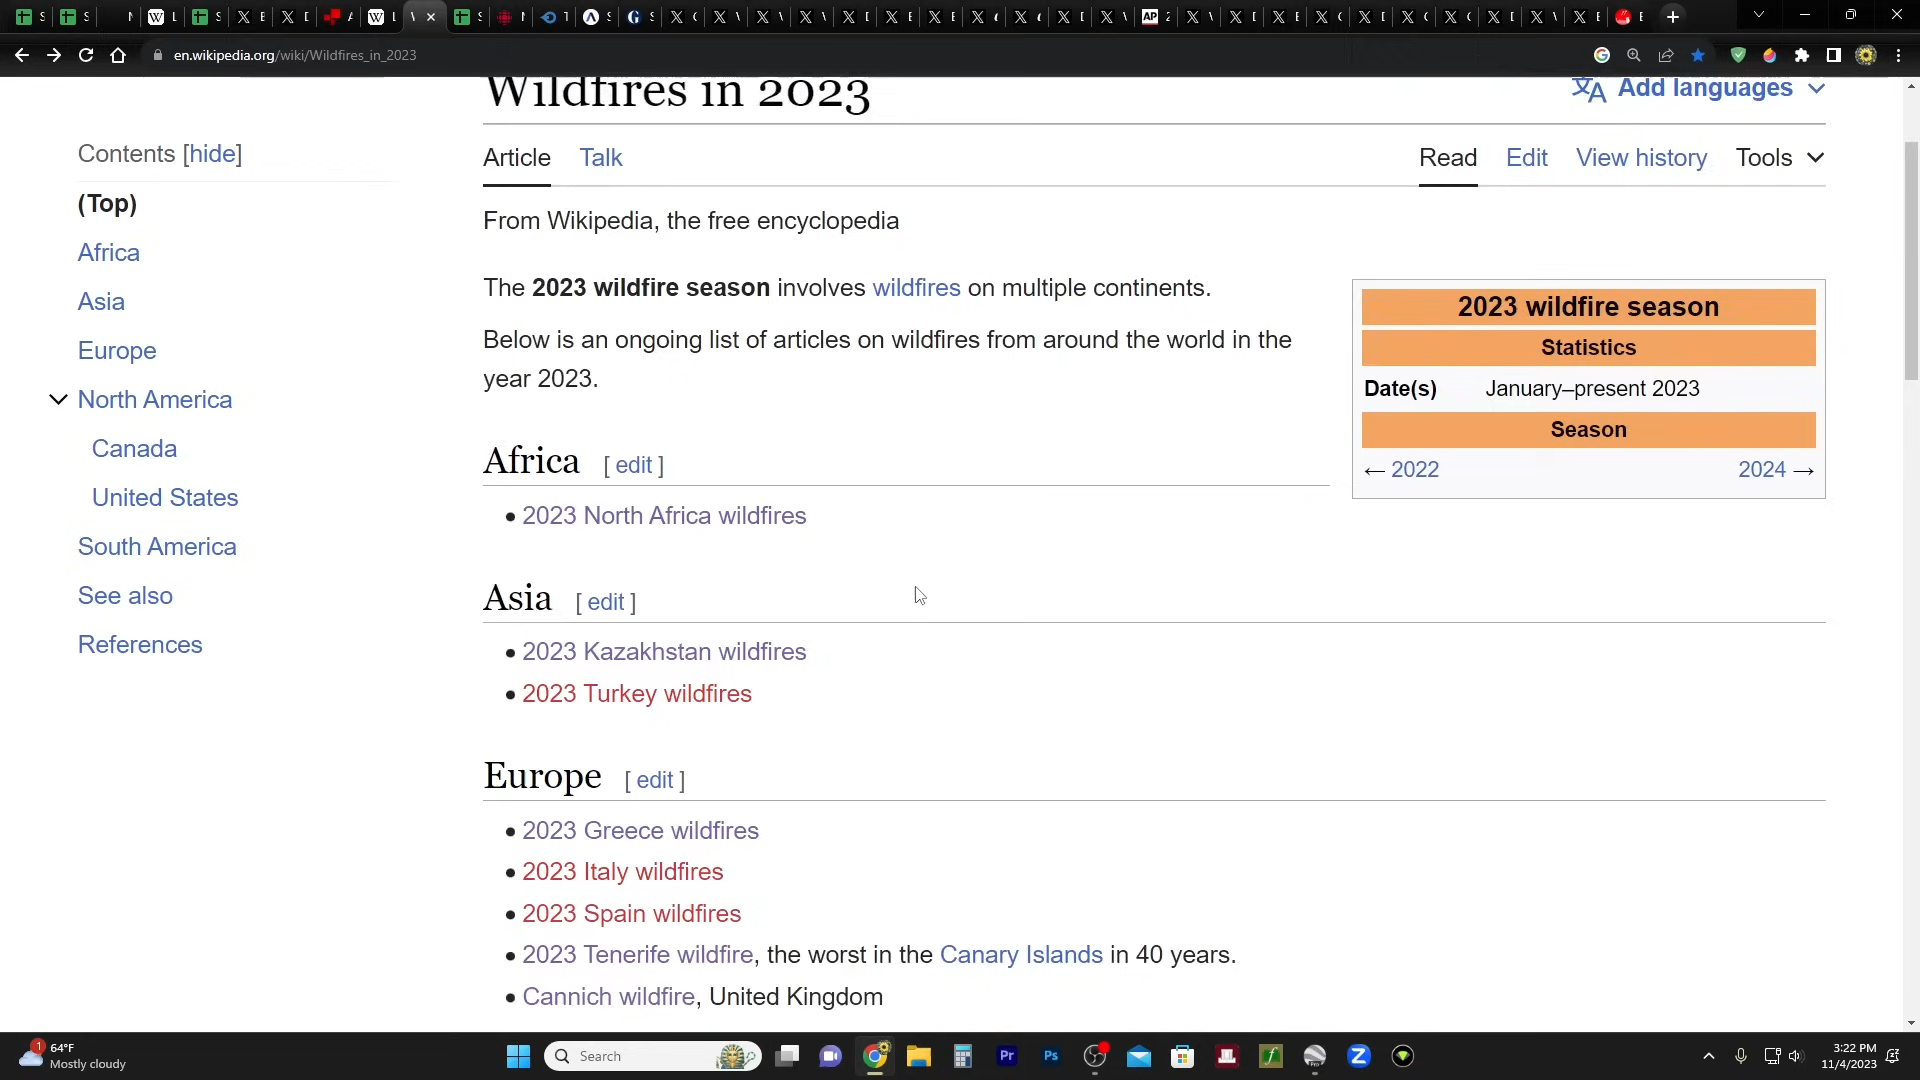 en.wikipedia.org/wiki/Wildfires_in_2023
Wildfires in 2023
Add languages
Contents [hide]
(Top)
Africa
Asia
Europe
North America
Canada
United States
South America
See also
References
Article Talk
Read Edit View history Tools
From Wikipedia, the free encyclopedia
The 2023 wildfire season involves wildfires on multiple continents.
Below is an ongoing list of articles on wildfires from around the world in the
year 2023.
2023 wildfire season
Statistics
Date(s) January–present 2023
Season
← 2022 2024 →
Africa [ edit ]
2023 North Africa wildfires
Asia [ edit ]
2023 Kazakhstan wildfires
2023 Turkey wildfires
Europe [ edit ]
2023 Greece wildfires
2023 Italy wildfires
2023 Spain wildfires
2023 Tenerife wildfire, the worst in the Canary Islands in 40 years.
Cannich wildfire, United Kingdom
1
64°F
Mostly cloudy
Search
Pr
Ps
3:22 PM
11/4/2023